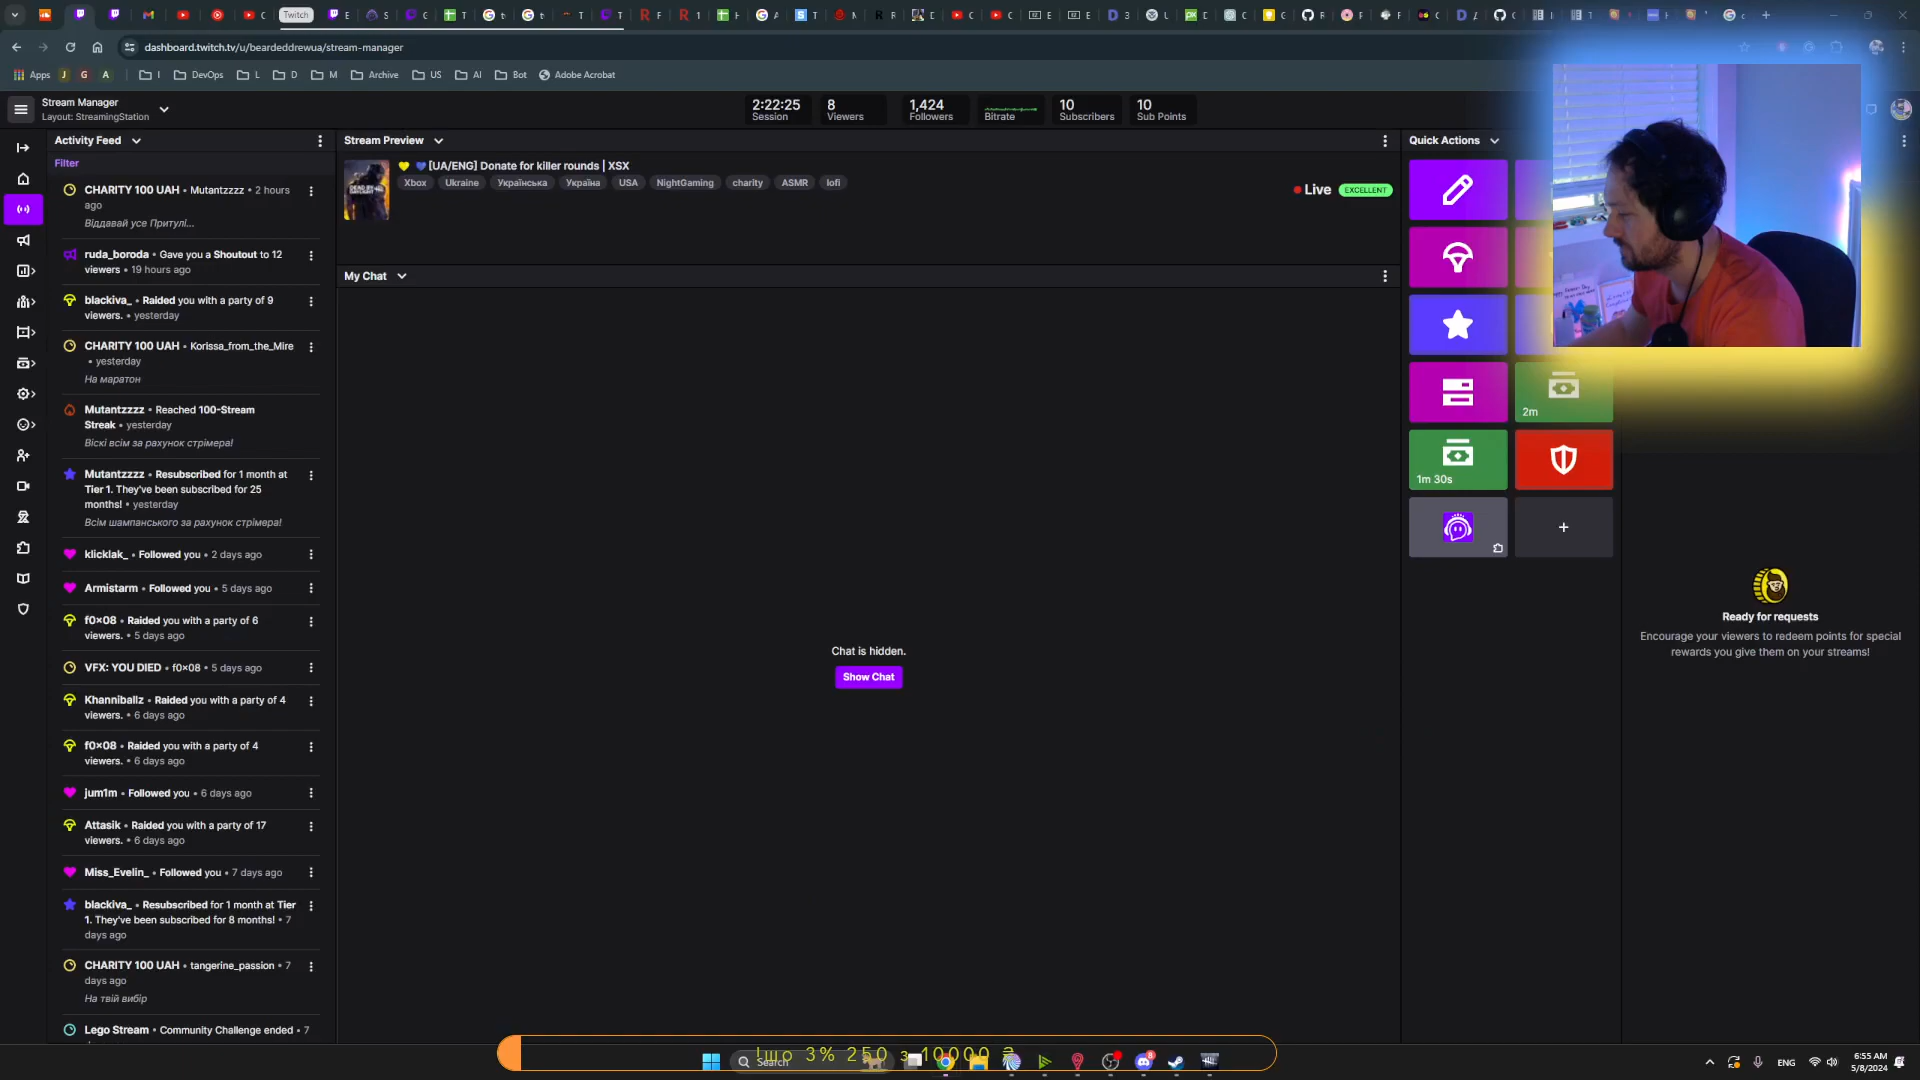 Twitch
dashboard.twitch.tv/u/beardeddrewua/stream-manager
Apps
J
G
A
DevOps
L
D
M
Archive
US
AI
Bot
Adobe Acrobat
Stream Manager
Layout: StreamingStation
2:22:25
Session
8
Viewers
1,424
Followers
Bitrate
10
Subscribers
10
Sub Points
Activity Feed
Filter
CHARITY 100 UAH • Mutantzzzz • 2 hours
ago
Віддавай усе Притулі...
ruda_boroda • Gave you a Shoutout to 12
viewers • 19 hours ago
blackiva_ • Raided you with a party of 9
viewers. • yesterday
CHARITY 100 UAH • Korissa_from_the_Mire
• yesterday
На маратон
Mutantzzzz • Reached 100-Stream
Streak • yesterday
Віскі всім за рахунок стрімера!
Mutantzzzz • Resubscribed for 1 month at
Tier 1. They've been subscribed for 25
months! • yesterday
Всім шампанського за рахунок стрімера!
klicklak_ • Followed you • 2 days ago
Armistarm • Followed you • 5 days ago
f0x08 • Raided you with a party of 6
viewers. • 5 days ago
VFX: YOU DIED • f0x08 • 5 days ago
Khanniballz • Raided you with a party of 4
viewers. • 6 days ago
f0x08 • Raided you with a party of 4
viewers. • 6 days ago
jum1m • Followed you • 6 days ago
Attasik • Raided you with a party of 17
viewers. • 6 days ago
Miss_Evelin_ • Followed you • 7 days ago
blackiva_ • Resubscribed for 1 month at Tier
1. They've been subscribed for 8 months! • 7
days ago
CHARITY 100 UAH • tangerine_passion • 7
days ago
На твій вибір
Lego Stream • Community Challenge ended • 7
Stream Preview
[UA/ENG] Donate for killer rounds | XSX
Xbox
Ukraine
Українська
Україна
USA
NightGaming
charity
ASMR
lofi
Live
EXCELLENT
My Chat
Chat is hidden.
Show Chat
Quick Actions
2m
1m 30s
+
Ready for requests
Encourage your viewers to redeem points for special
rewards you give them on your streams!
3% 250 з 10000 ₴
Search
ENG
6:55 AM
5/8/2024